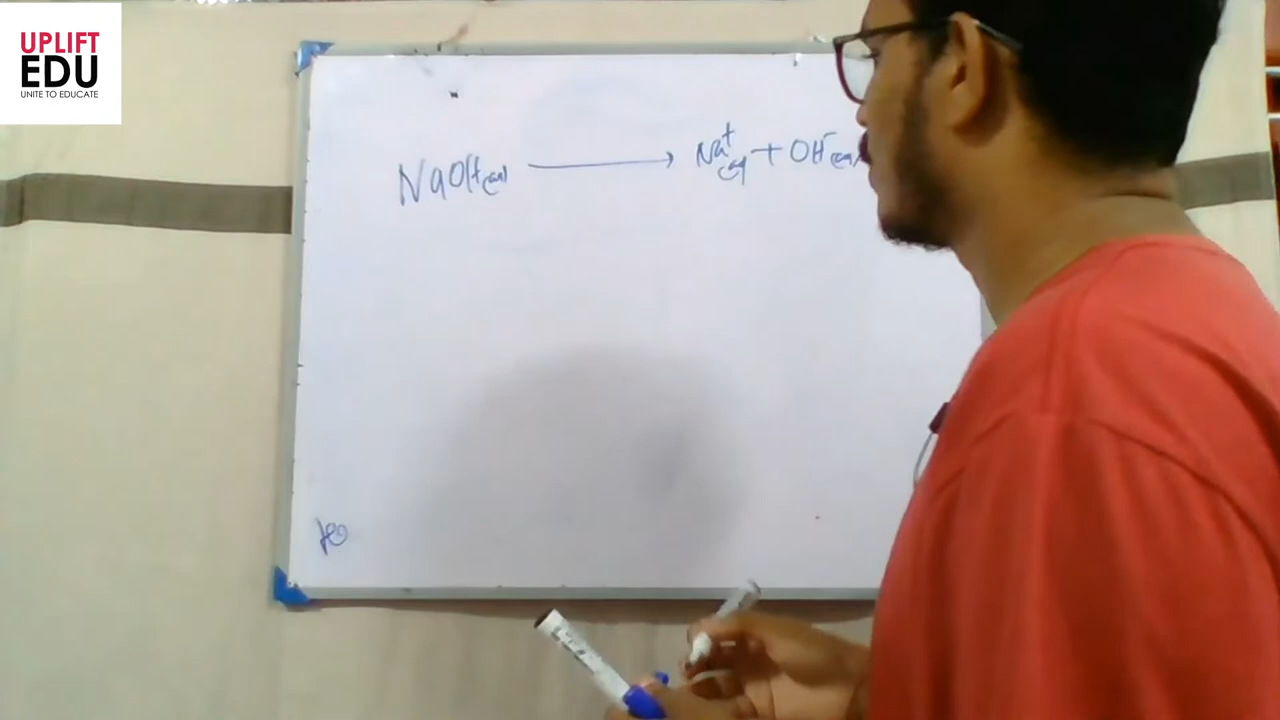 UPLIFT
EDU
UNITE TO EDUCATE
NaOH(aq) ⟶ Na⁺(aq) + OH⁻(aq)